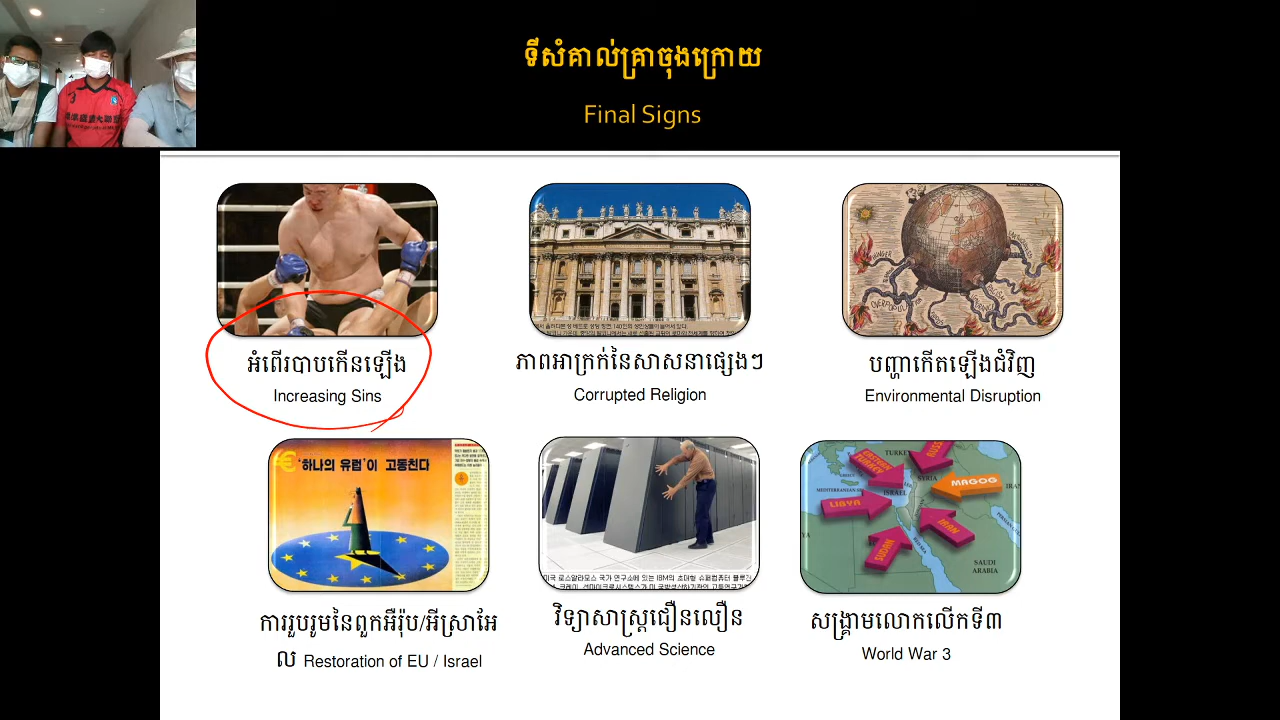 ទីសំគាល់គ្រាចុងក្រោយ
Final Signs
អំពើរបាបកើនឡើង
Increasing Sins
ភាពអាក្រក់នៃសាសនាផ្សេងៗ
Corrupted Religion
បញ្ហាកើតឡើងជំវិញ
Environmental Disruption
'하나의 유럽'이 고동친다
TURKEY
SYRIA
ISRAEL
MAGOG
LIBYA
IRAN
SUDAN
SAUDI
ARABIA
ការរួបរូមនៃពួកអឺរ៉ុប/អីស្រាអែ
ល Restoration of EU / Israel
វិទ្យាសាស្ត្រជឿនលឿន
Advanced Science
សង្គ្រាមលោកលើកទី៣
World War 3